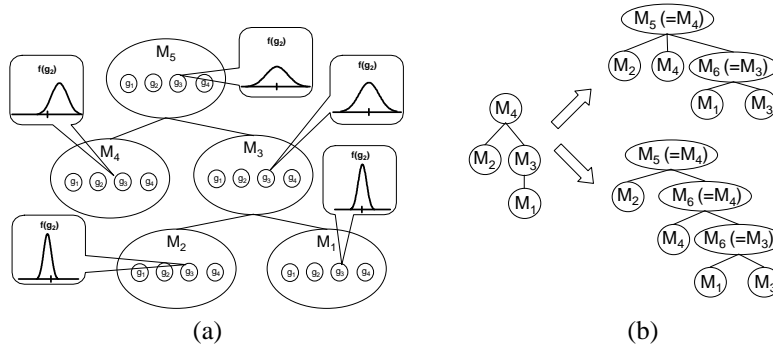 M5
f(g2)
g1 g2 g3 g4
f(g2)
f(g2)
M4
g1 g2 g3 g4
M3
g1 g2 g3 g4
f(g2)
M2
g1 g2 g3 g4
M1
g1 g2 g3 g4
f(g2)
(a)
M4
M2 M3
M1
M5 (=M4)
M2 M4 M6 (=M3)
M1 M3
M5 (=M4)
M2 M6 (=M4)
M4 M6 (=M3)
M1 M3
(b)